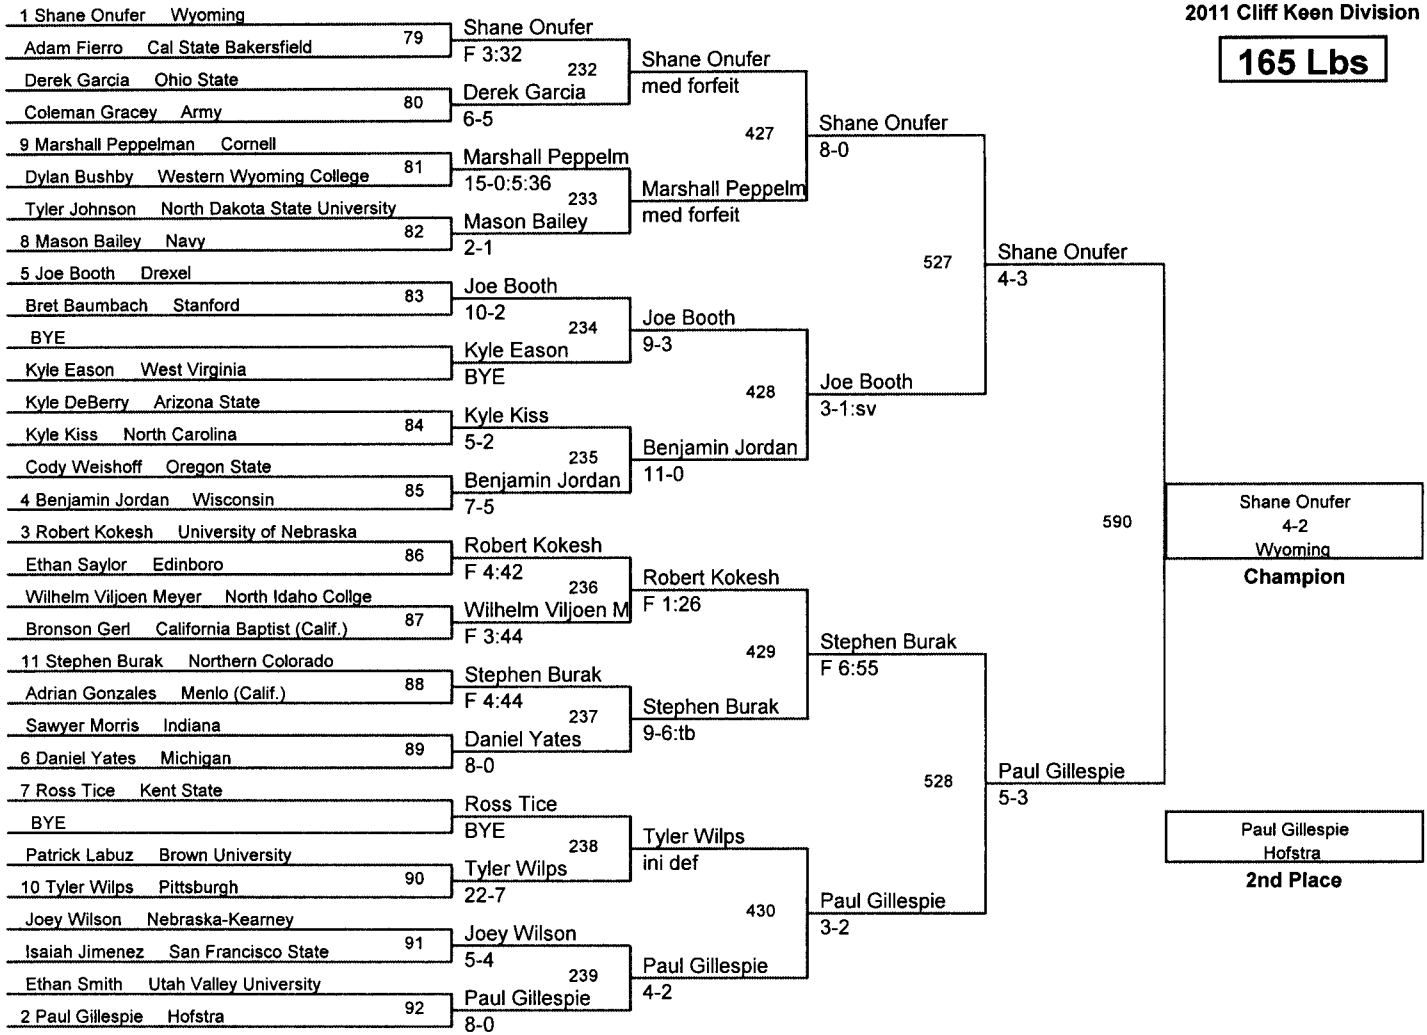 2011 Cliff Keen Division
165 Lbs
1 Shane Onufer Wyoming
Adam Fierro Cal State Bakersfield
Derek Garcia Ohio State
Coleman Gracey Army
9 Marshall Peppelman Cornell
Dylan Bushby Western Wyoming College
Tyler Johnson North Dakota State University
8 Mason Bailey Navy
5 Joe Booth Drexel
Bret Baumbach Stanford
BYE
Kyle Eason West Virginia
Kyle DeBerry Arizona State
Kyle Kiss North Carolina
Cody Weishoff Oregon State
4 Benjamin Jordan Wisconsin
3 Robert Kokesh University of Nebraska
Ethan Saylor Edinboro
Wilhelm Viljoen Meyer North Idaho Collge
Bronson Gerl California Baptist (Calif.)
11 Stephen Burak Northern Colorado
Adrian Gonzales Menlo (Calif.)
Sawyer Morris Indiana
6 Daniel Yates Michigan
7 Ross Tice Kent State
BYE
Patrick Labuz Brown University
10 Tyler Wilps Pittsburgh
Joey Wilson Nebraska-Kearney
Isaiah Jimenez San Francisco State
Ethan Smith Utah Valley University
2 Paul Gillespie Hofstra
79
80
81
82
83
84
85
86
87
88
89
90
91
92
Shane Onufer
F 3:32
Derek Garcia
6-5
Marshall Peppelm
15-0:5:36
Mason Bailey
2-1
Joe Booth
10-2
Kyle Eason
BYE
Kyle Kiss
5-2
Benjamin Jordan
7-5
Robert Kokesh
F 4:42
Wilhelm Viljoen M
F 3:44
Stephen Burak
F 4:44
Daniel Yates
8-0
Ross Tice
BYE
Tyler Wilps
22-7
Joey Wilson
5-4
Paul Gillespie
8-0
232
233
234
235
236
237
238
239
Shane Onufer
med forfeit
Marshall Peppelm
med forfeit
Joe Booth
9-3
Benjamin Jordan
11-0
Robert Kokesh
F 1:26
Stephen Burak
9-6:tb
Tyler Wilps
ini def
Paul Gillespie
4-2
427
428
429
430
Shane Onufer
8-0
Joe Booth
3-1:sv
Stephen Burak
F 6:55
Paul Gillespie
3-2
527
528
Shane Onufer
4-3
Paul Gillespie
5-3
590
Shane Onufer
4-2
Wyoming
Champion
Paul Gillespie
Hofstra
2nd Place